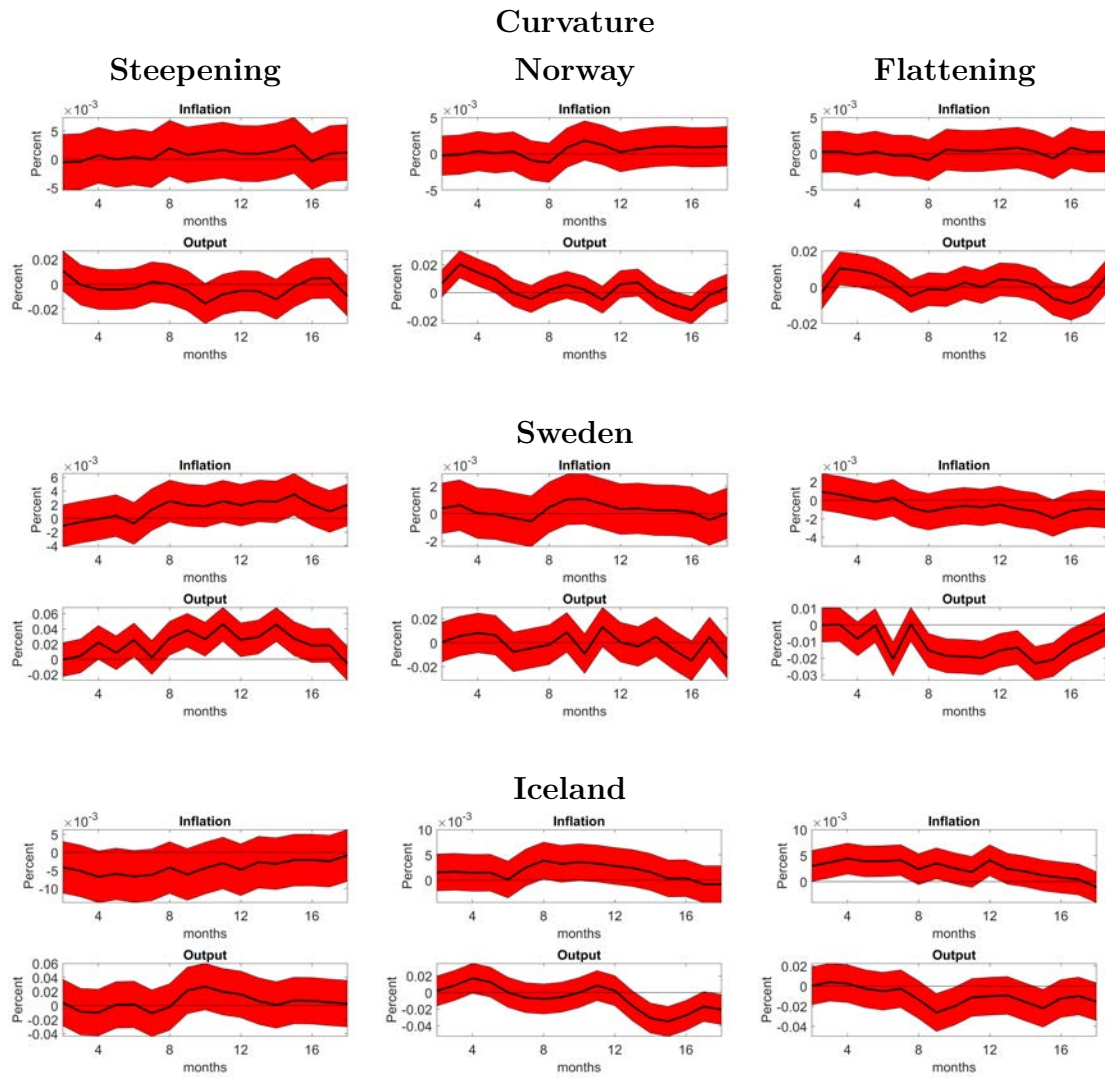 Curvature
Steepening Norway Flattening
×10⁻³ Inflation
Percent
5
0
-5
4 8 12 16
months
Output
Percent
0.02
0
-0.02
4 8 12 16
months
Inflation
Percent
5
0
-5
4 8 12 16
months
Output
Percent
0.02
0
-0.02
4 8 12 16
months
×10⁻³ Inflation
Percent
5
0
-5
4 8 12 16
months
Output
Percent
0.02
0
-0.02
4 8 12 16
months
Sweden
×10⁻³ Inflation
Percent
6
4
2
0
-2
-4
4 8 12 16
months
Output
Percent
0.06
0.04
0.02
0
-0.02
4 8 12 16
months
×10⁻³ Inflation
Percent
2
0
-2
4 8 12 16
months
Output
Percent
0.02
0
-0.02
4 8 12 16
months
×10⁻³ Inflation
Percent
2
0
-2
-4
4 8 12 16
months
Output
Percent
0.01
0
-0.01
-0.02
-0.03
4 8 12 16
months
Iceland
×10⁻³ Inflation
Percent
5
0
-5
-10
4 8 12 16
months
Output
Percent
0.06
0.04
0.02
0
-0.02
-0.04
4 8 12 16
months
×10⁻³ Inflation
Percent
10
5
0
4 8 12 16
months
Output
Percent
0.02
0
-0.02
-0.04
4 8 12 16
months
×10⁻³ Inflation
Percent
10
5
0
4 8 12 16
months
Output
Percent
0.02
0
-0.02
-0.04
4 8 12 16
months